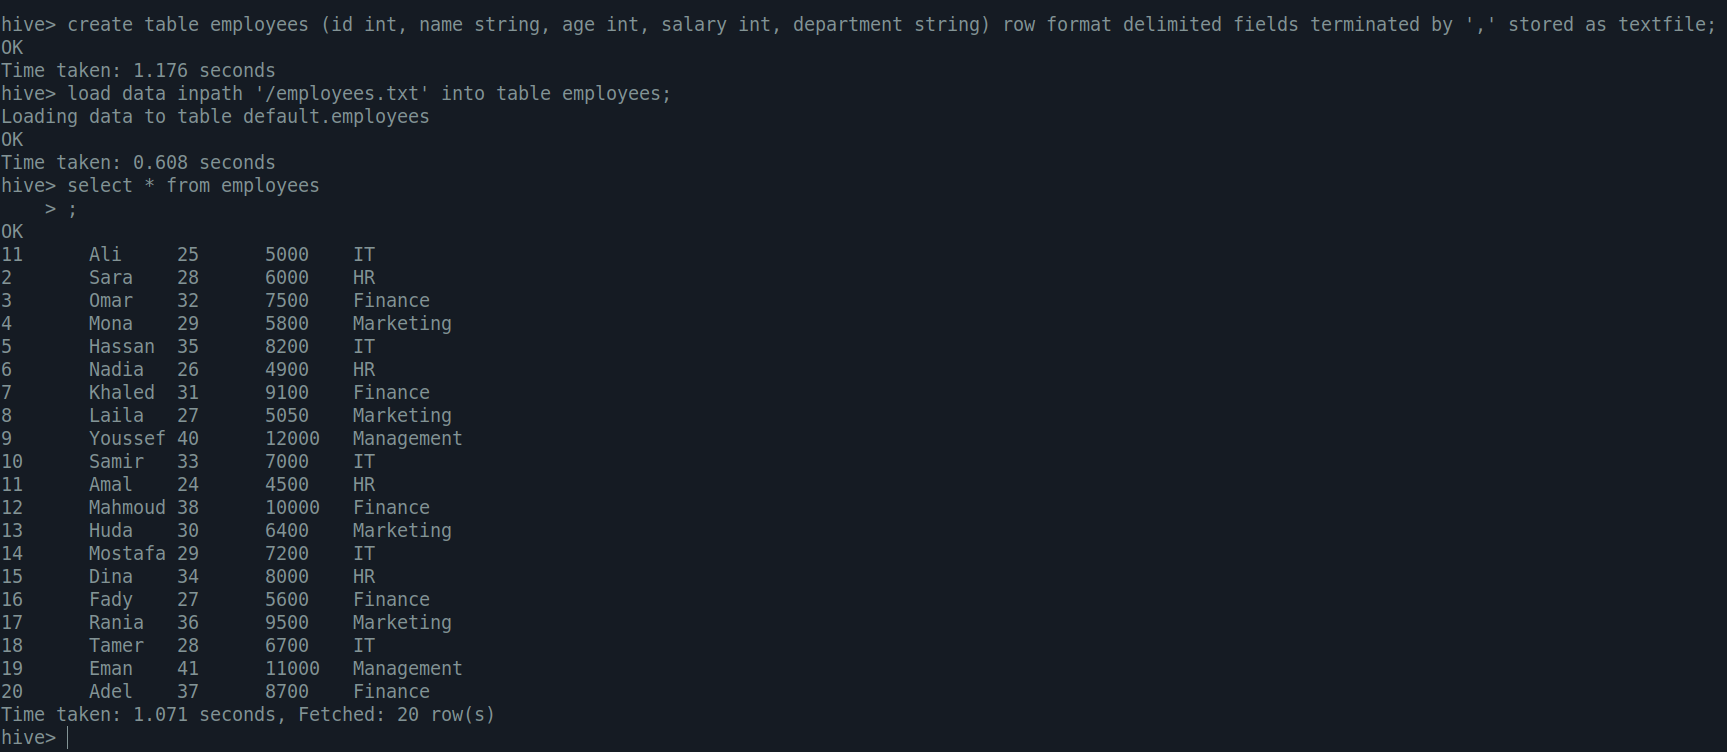 hive> create table employees (id int, name string, age int, salary int, department string) row format delimited fields terminated by ',' stored as textfile;
OK
Time taken: 1.176 seconds
hive> load data inpath '/employees.txt' into table employees;
Loading data to table default.employees
OK
Time taken: 0.608 seconds
hive> select * from employees
    > ;
OK
11      Ali     25      5000    IT
2       Sara    28      6000    HR
3       Omar    32      7500    Finance
4       Mona    29      5800    Marketing
5       Hassan  35      8200    IT
6       Nadia   26      4900    HR
7       Khaled  31      9100    Finance
8       Laila   27      5050    Marketing
9       Youssef 40      12000   Management
10      Samir   33      7000    IT
11      Amal    24      4500    HR
12      Mahmoud 38      10000   Finance
13      Huda    30      6400    Marketing
14      Mostafa 29      7200    IT
15      Dina    34      8000    HR
16      Fady    27      5600    Finance
17      Rania   36      9500    Marketing
18      Tamer   28      6700    IT
19      Eman    41      11000   Management
20      Adel    37      8700    Finance
Time taken: 1.071 seconds, Fetched: 20 row(s)
hive>